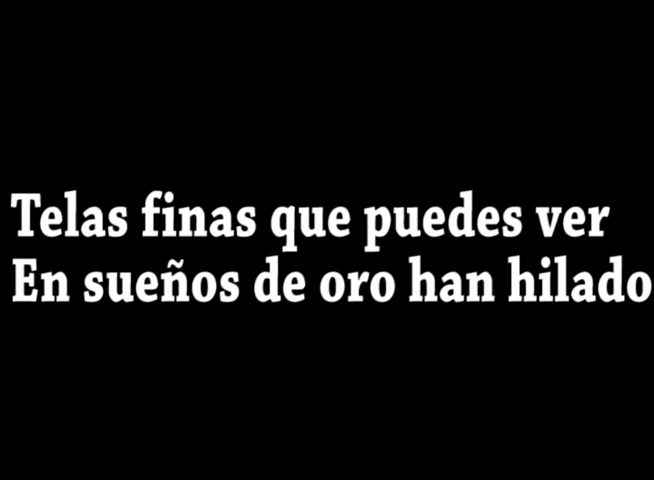 Telas finas que puedes ver
En sueños de oro han hilado